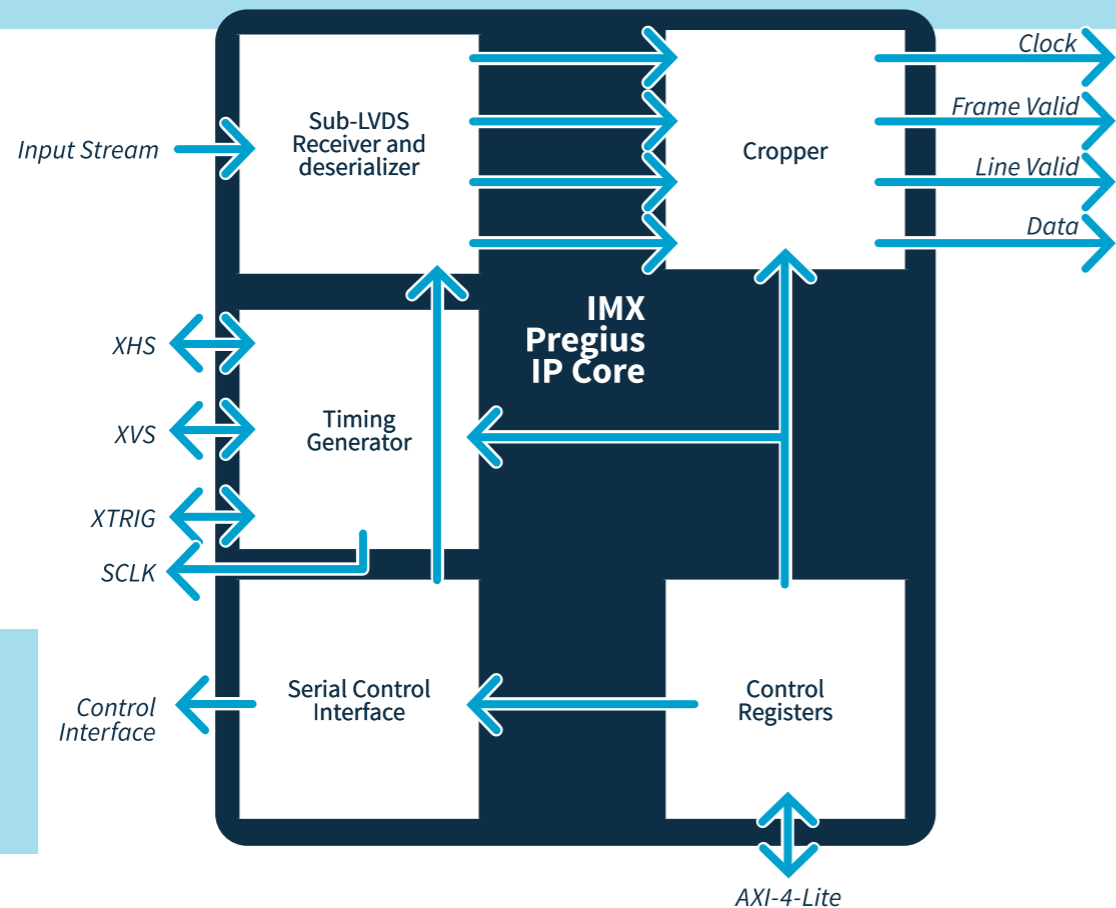 Clock
Frame Valid
Line Valid
Data
Input Stream
Sub-LVDS
Receiver and
deserializer
Cropper
IMX
Pregius
IP Core
XHS
XVS
XTRIG
SCLK
Timing
Generator
Control
Interface
Serial Control
Interface
Control
Registers
AXI-4-Lite